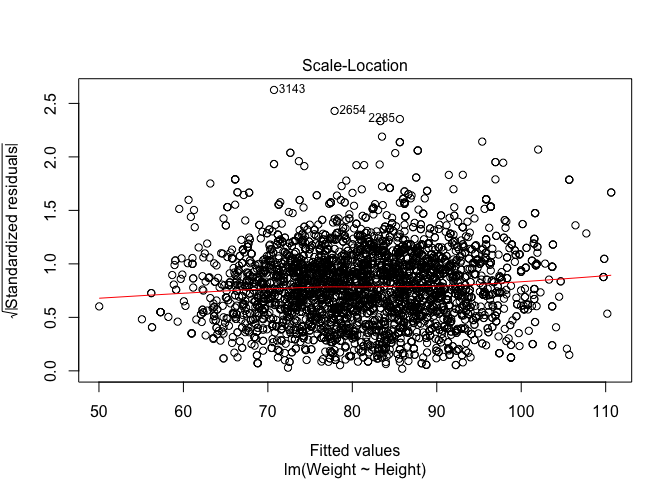 Scale-Location
√|Standardized residuals|
2.5
2.0
1.5
1.0
0.5
0.0
3143
2654
2285
50 60 70 80 90 100 110
Fitted values
lm(Weight ~ Height)